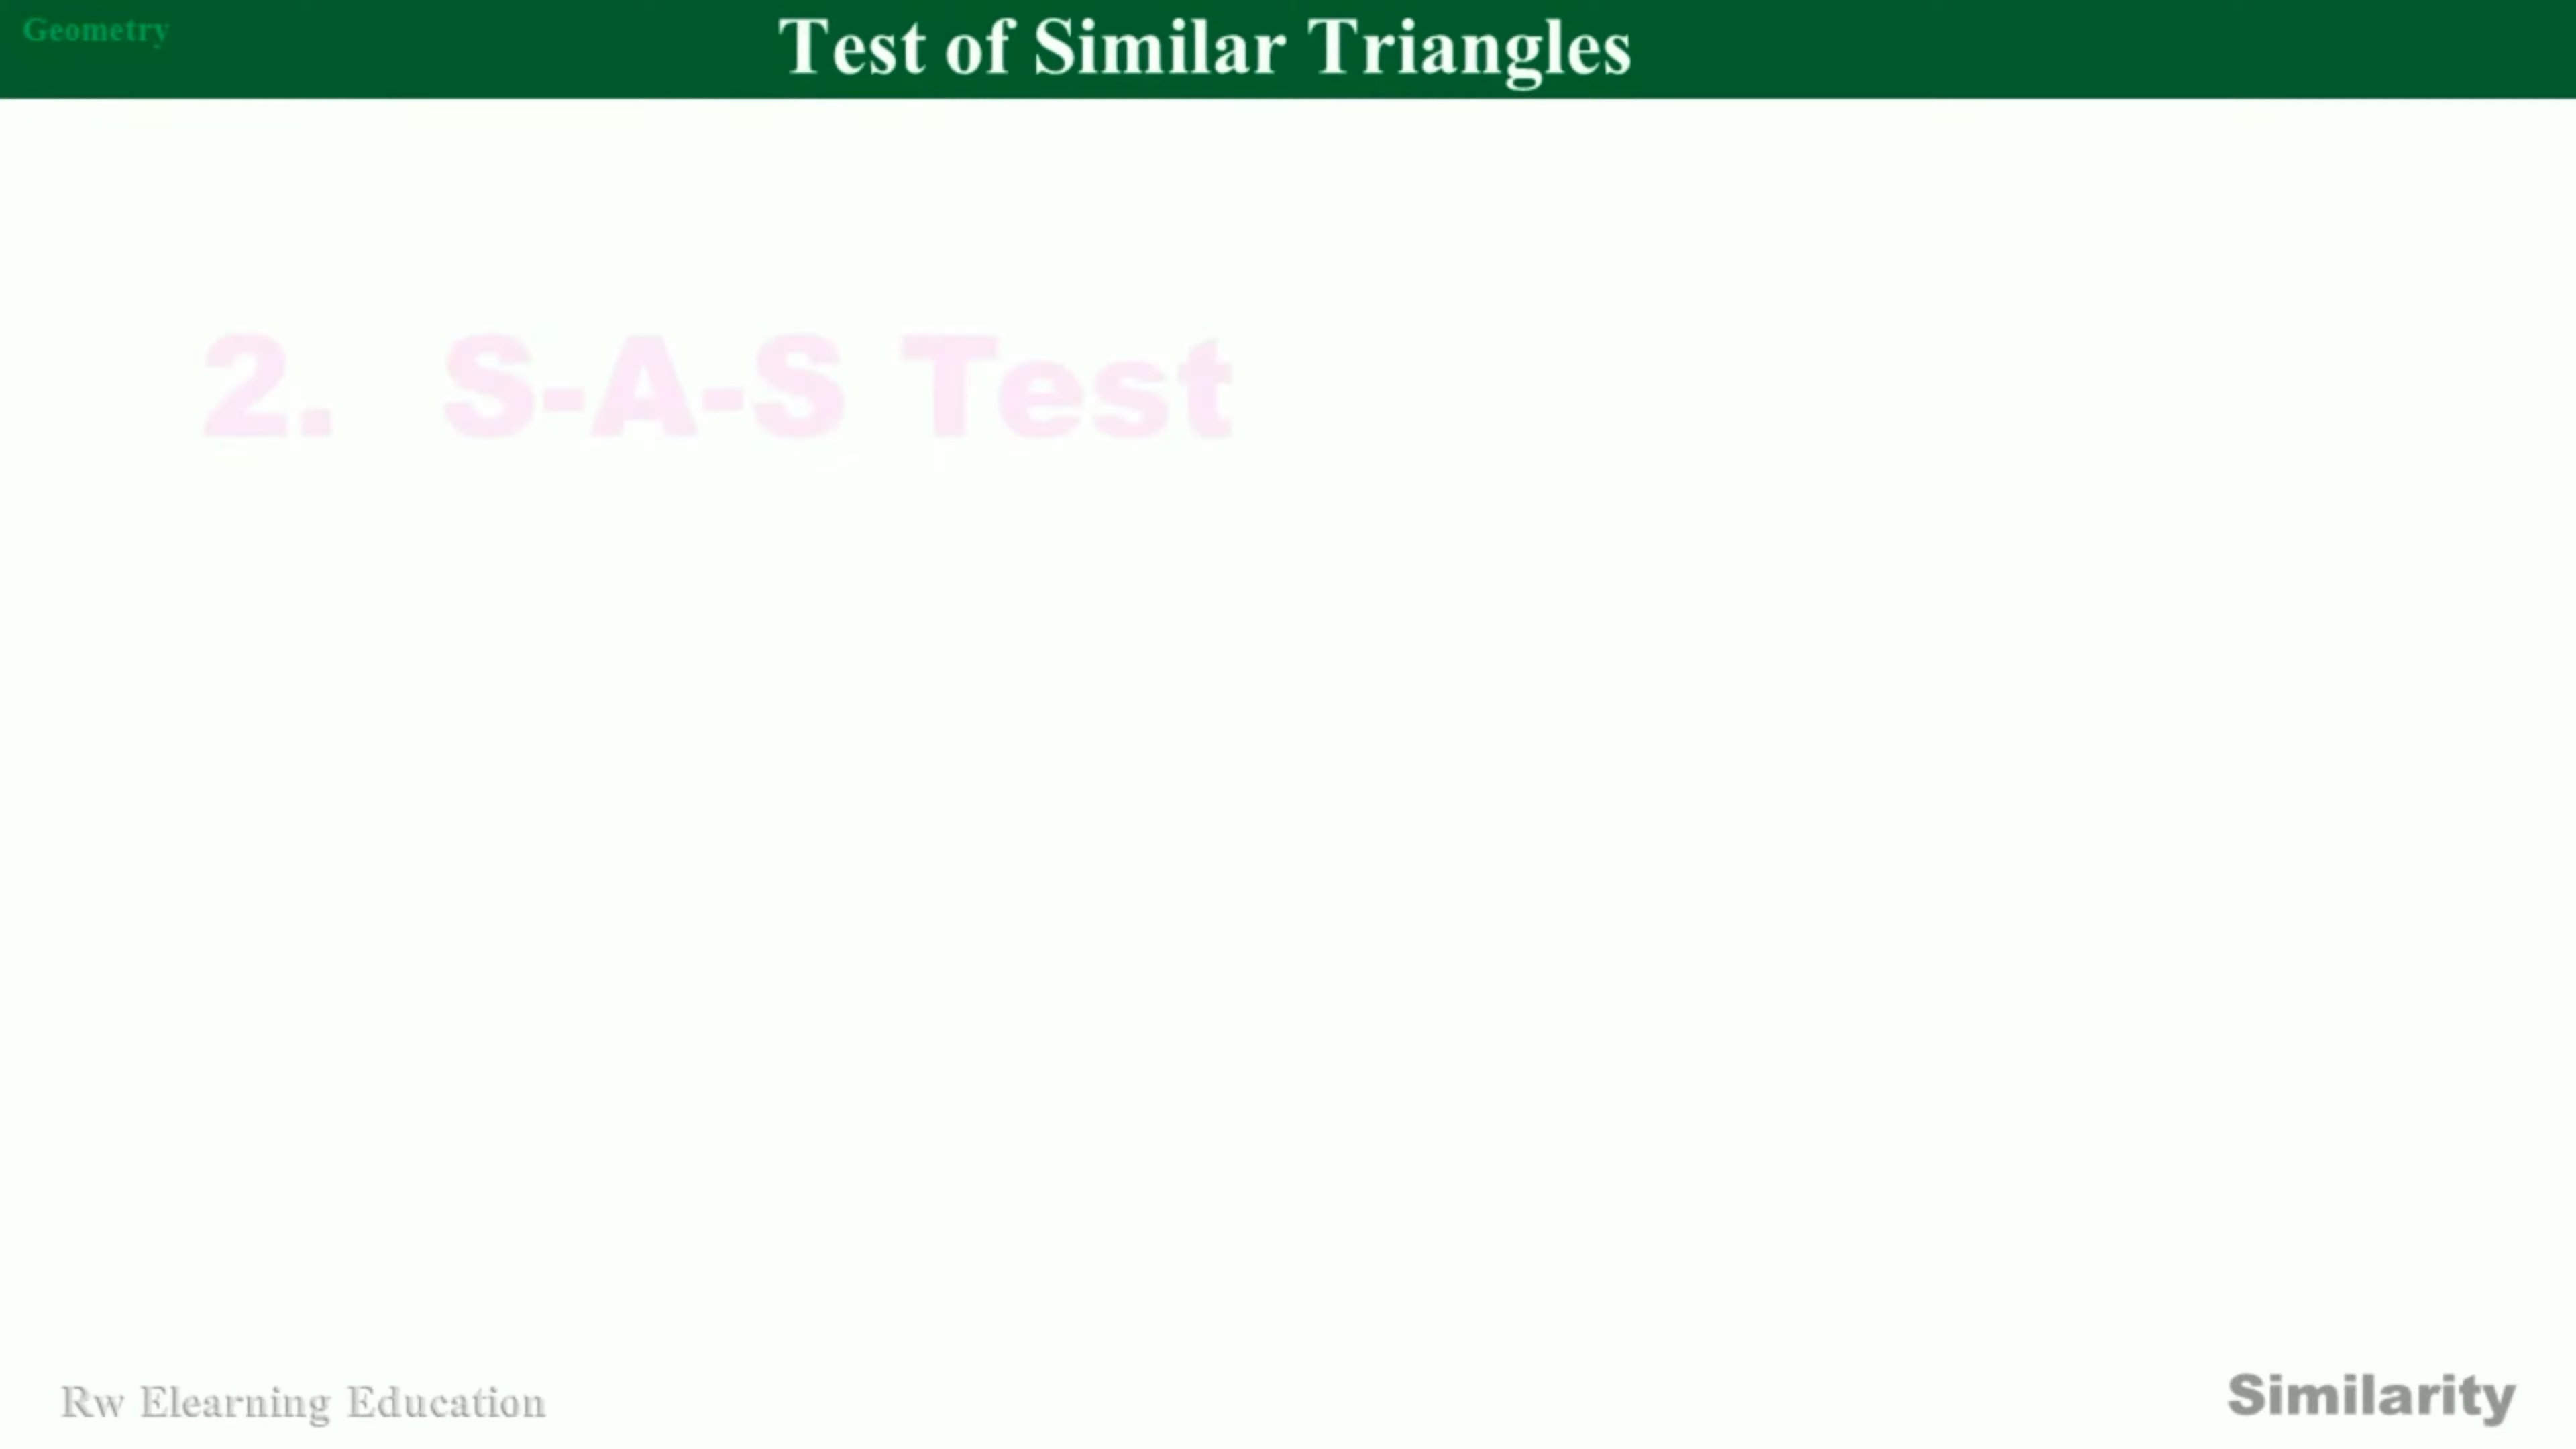 Geometry
Test of Similar Triangles
2. S-A-S Test
Rw Elearning Education
Similarity